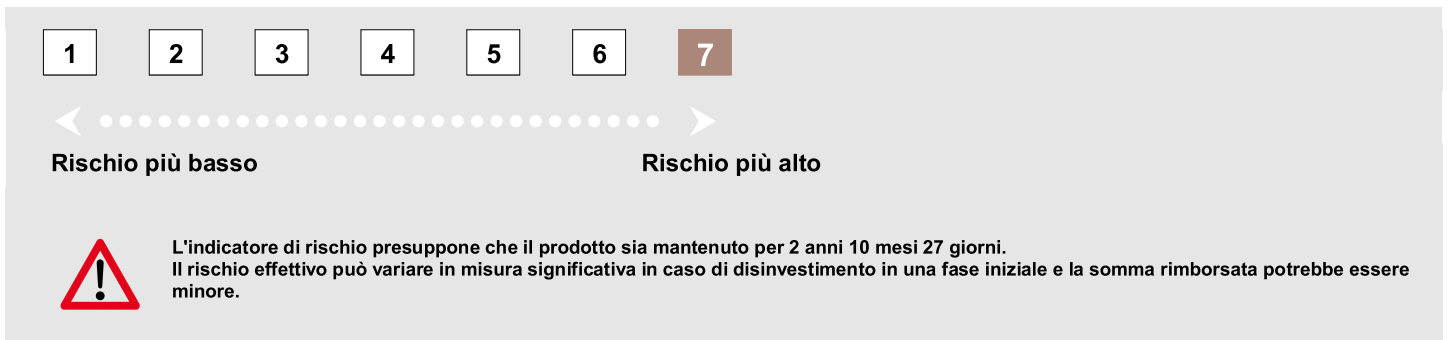 1 2 3 4 5 6 7
Rischio più basso Rischio più alto
L'indicatore di rischio presuppone che il prodotto sia mantenuto per 2 anni 10 mesi 27 giorni.
Il rischio effettivo può variare in misura significativa in caso di disinvestimento in una fase iniziale e la somma rimborsata potrebbe essere
minore.